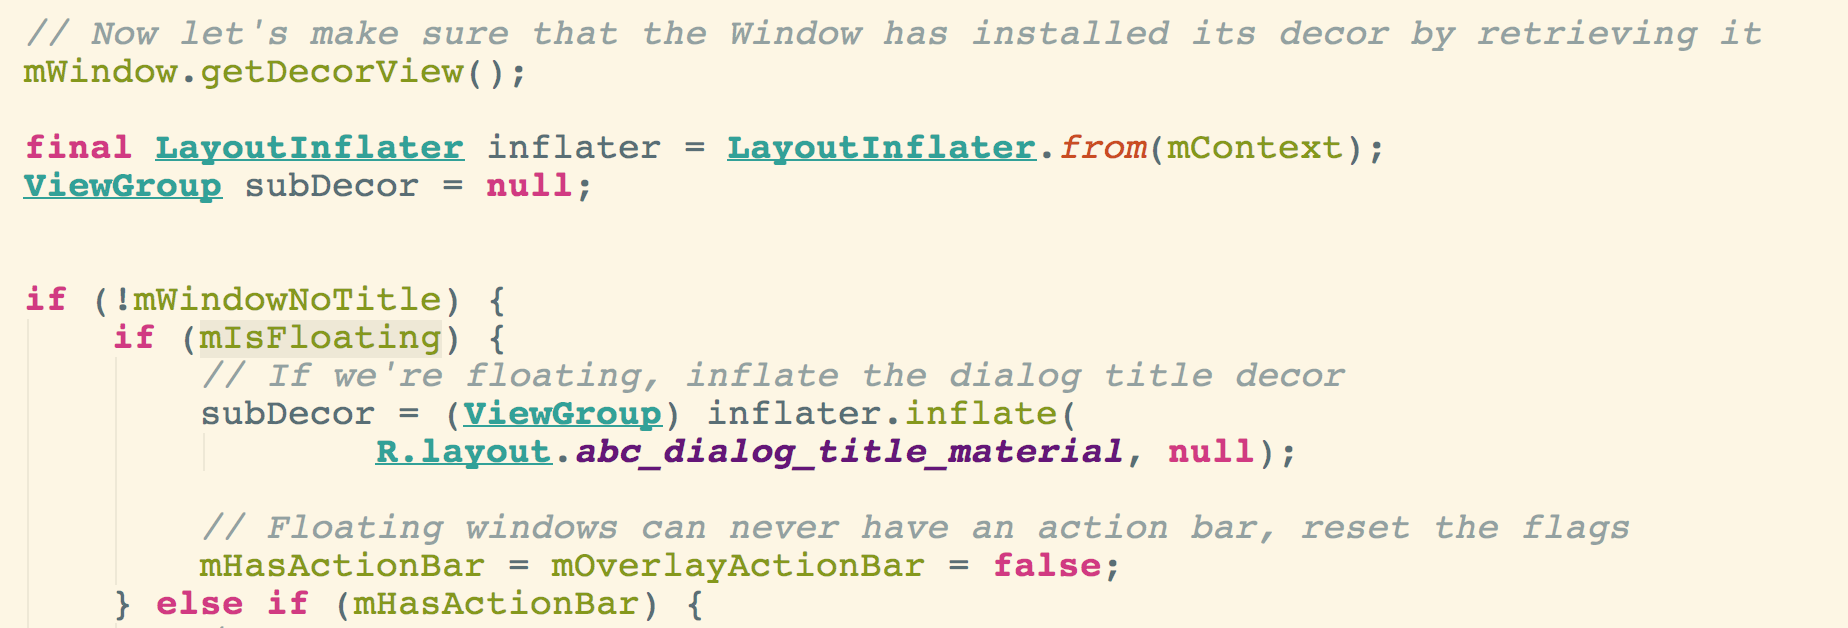 // Now let's make sure that the Window has installed its decor by retrieving it
mWindow.getDecorView();
final LayoutInflater inflater = LayoutInflater.from(mContext);
ViewGroup subDecor = null;
if (!mWindowNoTitle) {
if (mIsFloating) {
// If we're floating, inflate the dialog title decor
subDecor = (ViewGroup) inflater.inflate(
R.layout.abc_dialog_title_material, null);
// Floating windows can never have an action bar, reset the flags
mHasActionBar = mOverlayActionBar = false;
} else if (mHasActionBar) {